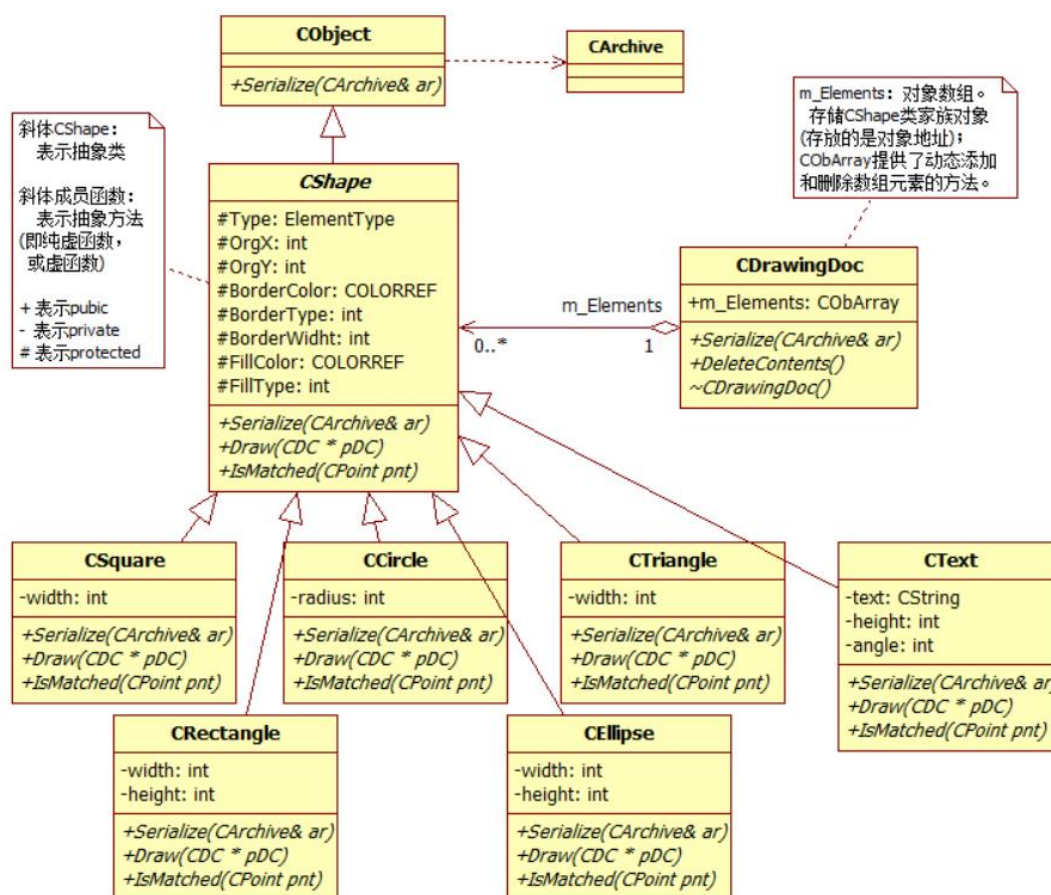 CObject
+Serialize(CArchive& ar)
CArchive
m_Elements：对象数组。
存储CShape类家族对象
(存放的是对象地址)；
CObArray提供了动态添加
和删除数组元素的方法。
斜体CShape：
表示抽象类
斜体成员函数：
表示抽象方法
(即纯虚函数，
或虚函数)
+ 表示pubic
- 表示private
# 表示protected
CShape
#Type: ElementType
#OrgX: int
#OrgY: int
#BorderColor: COLORREF
#BorderType: int
#BorderWidht: int
#FillColor: COLORREF
#FillType: int
+Serialize(CArchive& ar)
+Draw(CDC * pDC)
+IsMatched(CPoint pnt)
m_Elements
0..*
1
CDrawingDoc
+m_Elements: CObArray
+Serialize(CArchive& ar)
+DeleteContents()
~CDrawingDoc()
CSquare
-width: int
+Serialize(CArchive& ar)
+Draw(CDC * pDC)
+IsMatched(CPoint pnt)
CCircle
-radius: int
+Serialize(CArchive& ar)
+Draw(CDC * pDC)
+IsMatched(CPoint pnt)
CTriangle
-width: int
+Serialize(CArchive& ar)
+Draw(CDC * pDC)
+IsMatched(CPoint pnt)
CText
-text: CString
-height: int
-angle: int
+Serialize(CArchive& ar)
+Draw(CDC * pDC)
+IsMatched(CPoint pnt)
CRectangle
-width: int
-height: int
+Serialize(CArchive& ar)
+Draw(CDC * pDC)
+IsMatched(CPoint pnt)
CEllipse
-width: int
-height: int
+Serialize(CArchive& ar)
+Draw(CDC * pDC)
+IsMatched(CPoint pnt)